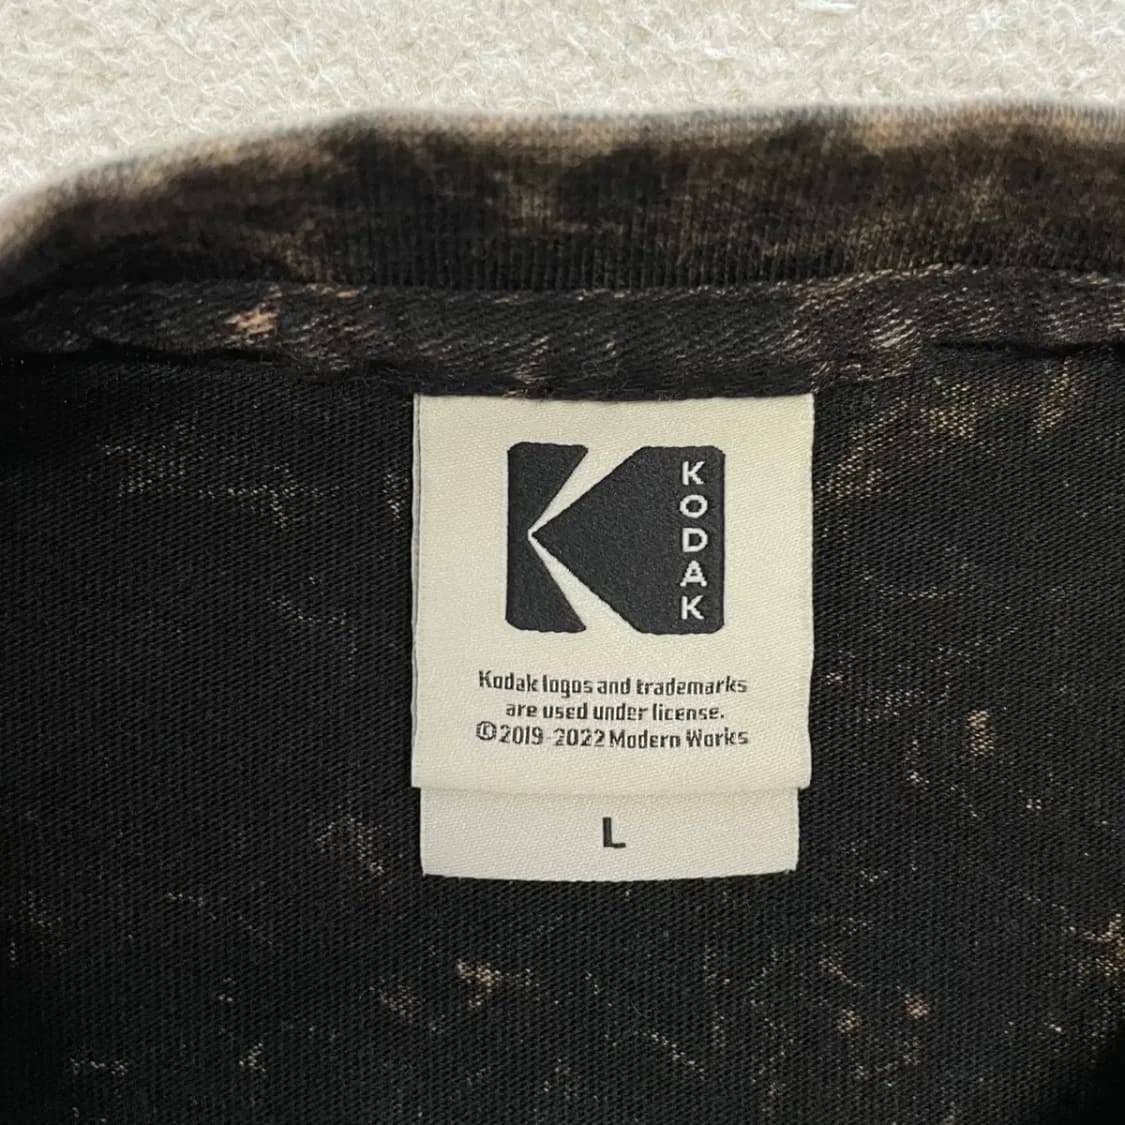 KODAK
Kodak logos and trademarks
are used under license.
©2019-2022 Modern Works
L